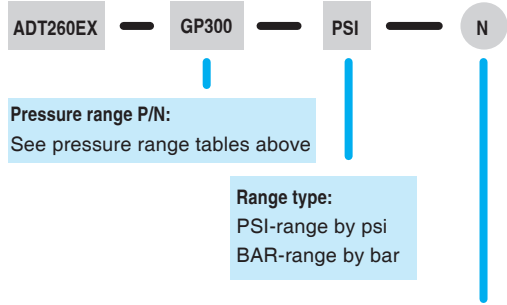 ADT260EX — GP300 — PSI — N
Pressure range P/N:
See pressure range tables above
Range type:
PSI-range by psi
BAR-range by bar